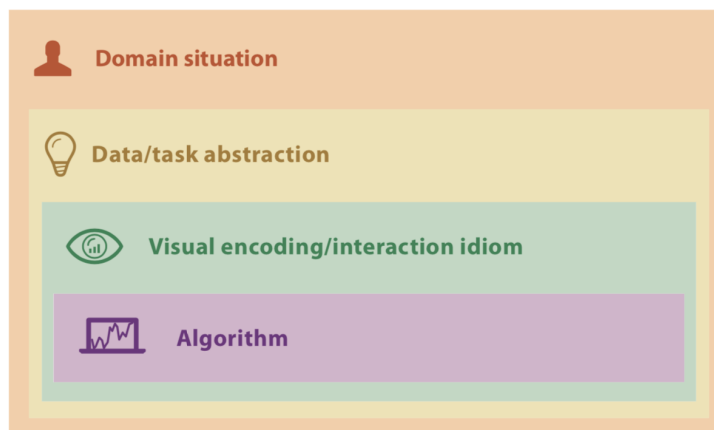 Domain situation
Data/task abstraction
Visual encoding/interaction idiom
Algorithm